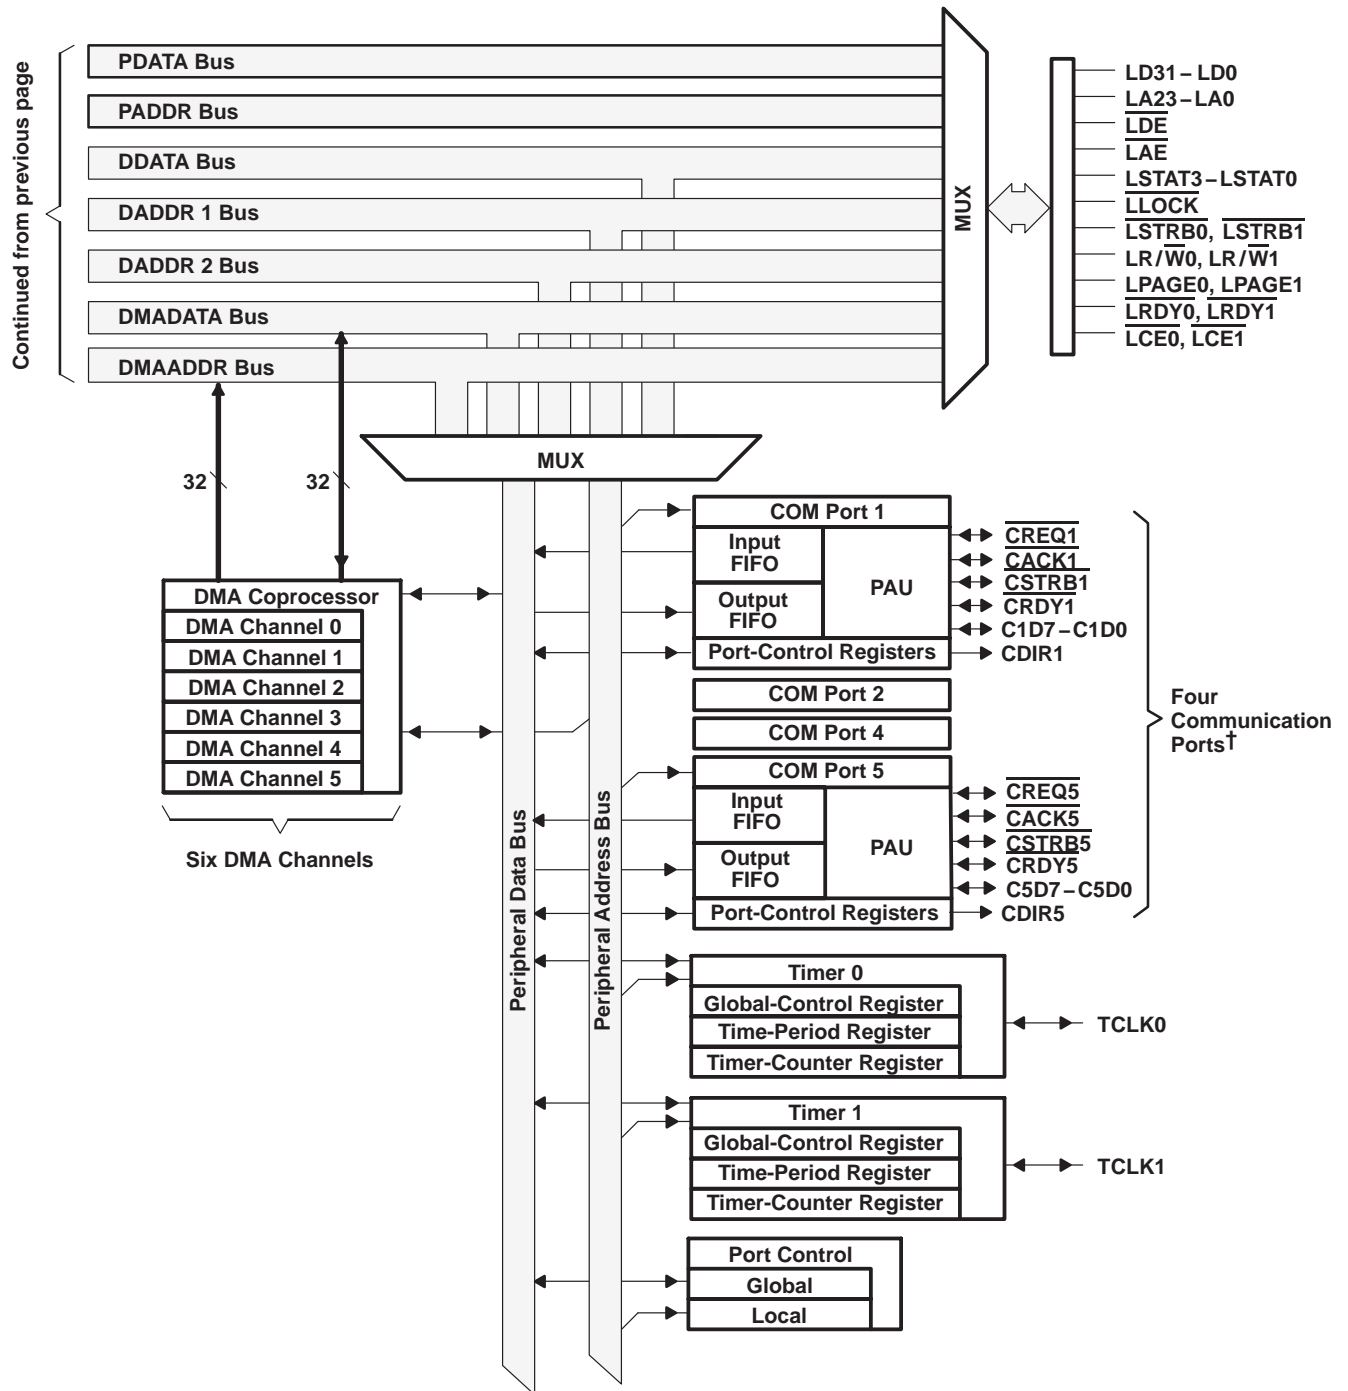 Continued from previous page
PDATA Bus
PADDR Bus
DDATA Bus
DADDR 1 Bus
DADDR 2 Bus
DMADATA Bus
DMAADDR Bus
MUX
LD31–LD0
LA23–LA0
LDE
LAE
LSTAT3–LSTAT0
LLOCK
LSTRB0, LSTRB1
LR/W0, LR/W1
LPAGE0, LPAGE1
LRDY0, LRDY1
LCE0, LCE1
MUX
32
32
DMA Coprocessor
DMA Channel 0
DMA Channel 1
DMA Channel 2
DMA Channel 3
DMA Channel 4
DMA Channel 5
Six DMA Channels
Peripheral Data Bus
Peripheral Address Bus
COM Port 1
Input
FIFO
Output
FIFO
PAU
Port-Control Registers
CREQ1
CACK1
CSTRB1
CRDY1
C1D7–C1D0
CDIR1
COM Port 2
COM Port 4
COM Port 5
Input
FIFO
Output
FIFO
PAU
Port-Control Registers
CREQ5
CACK5
CSTRB5
CRDY5
C5D7–C5D0
CDIR5
Four
Communication
Ports†
Timer 0
Global-Control Register
Time-Period Register
Timer-Counter Register
TCLK0
Timer 1
Global-Control Register
Time-Period Register
Timer-Counter Register
TCLK1
Port Control
Global
Local